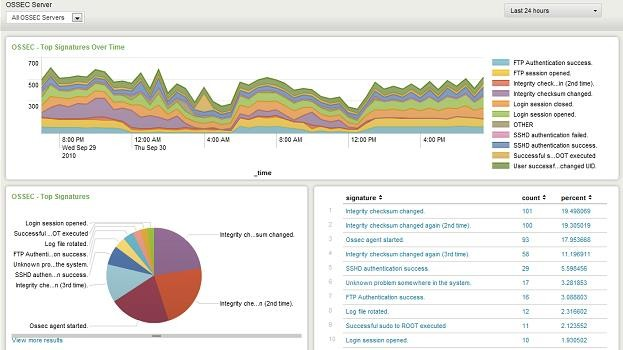 OSSEC Server
All OSSEC Servers
Last 24 hours
OSSEC - Top Signatures Over Time
700
500
300
8:00 PM
Wed Sep 29
2010
12:00 AM
Thu Sep 30
4:00 AM
8:00 AM
12:00 PM
4:00 PM
_time
FTP Authentication success.
FTP session opened.
Integrity check...n (2nd time).
Integrity checksum changed.
Login session closed.
Login session opened.
OTHER
SSHD authentication failed.
SSHD authentication success.
Successful s...OOT executed
User successf...changed UID.
OSSEC - Top Signatures
Login session opened.
Successful...OT executed
Log file rotated.
FTP Authenti...on success.
Unknown pro...the system.
SSHD authen...n success.
Integrity che...n (3rd time).
Ossec agent started.
Integrity ch...sum changed.
Integrity che...n (2nd time).
View more results
signature count percent
1 Integrity checksum changed. 101 19.498069
2 Integrity checksum changed again (2nd time). 100 19.305019
3 Ossec agent started. 93 17.953668
4 Integrity checksum changed again (3rd time). 58 11.196911
5 SSHD authentication success. 29 5.598456
6 Unknown problem somewhere in the system. 17 3.281853
7 FTP Authentication success. 16 3.088803
8 Log file rotated. 12 2.316602
9 Successful sudo to ROOT executed 11 2.123552
10 Login session opened. 10 1.930502